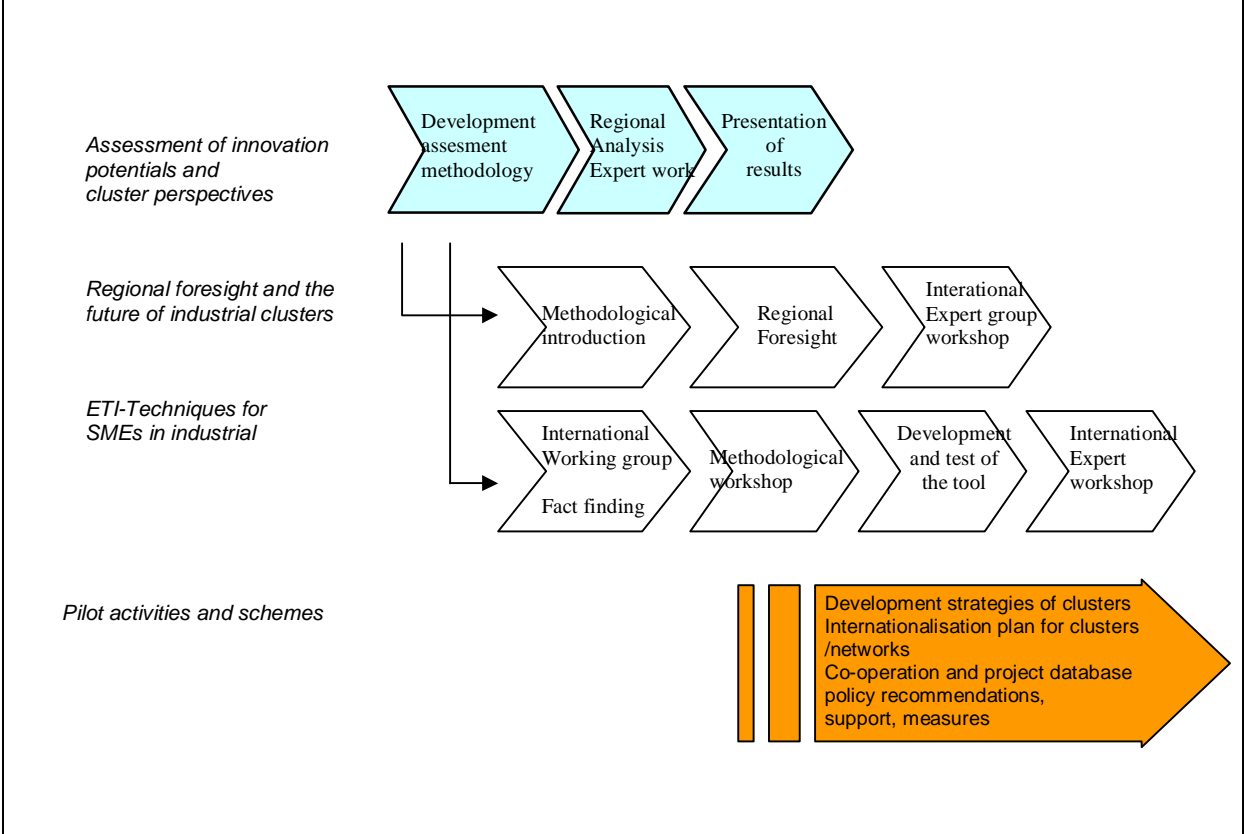 Assessment of innovation
potentials and
cluster perspectives
Development
assesment
methodology
Regional
Analysis
Expert work
Presentation
of
results
Regional foresight and the
future of industrial clusters
Methodological
introduction
Regional
Foresight
Interational
Expert group
workshop
ETI-Techniques for
SMEs in industrial
International
Working group
Fact finding
Methodological
workshop
Development
and test of
the tool
International
Expert
workshop
Pilot activities and schemes
Development strategies of clusters
Internationalisation plan for clusters
/networks
Co-operation and project database
policy recommendations,
support, measures